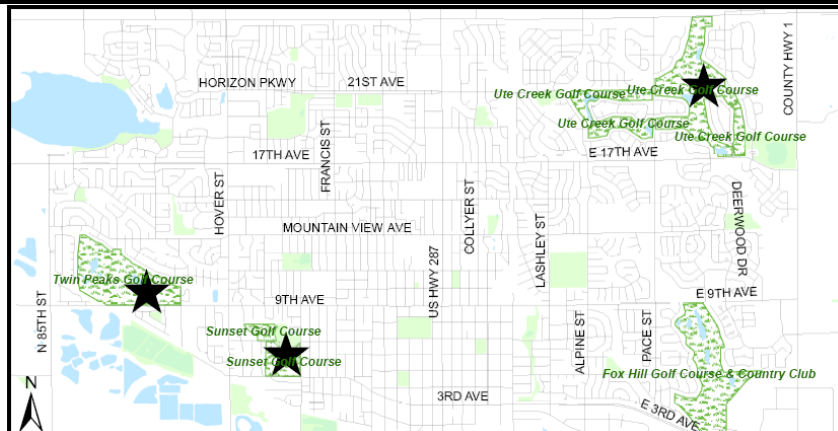 HORIZON PKWY
21ST AVE
COUNTY HWY 1
Ute Creek Golf Course
Ute Creek Golf Course
Ute Creek Golf Course
Ute Creek Golf Course
17TH AVE
FRANCIS ST
E 17TH AVE
HOVER ST
COLLYER ST
DEERWOOD DR
MOUNTAIN VIEW AVE
LASHLEY ST
US HWY 287
Twin Peaks Golf Course
9TH AVE
E 9TH AVE
N 85TH ST
Sunset Golf Course
ALPINE ST
PACE ST
Sunset Golf Course
Fox Hill Golf Course & Country Club
N
3RD AVE
E 3RD AVE